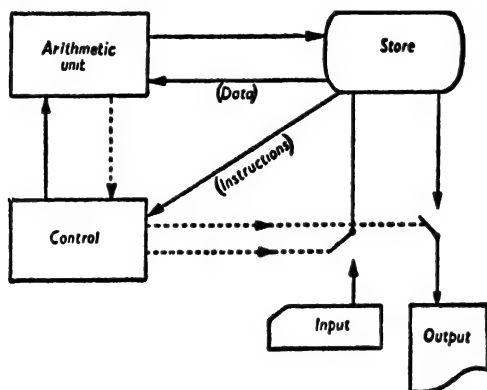 Arithmetic
unit
Store
(Data)
(Instructions)
Control
Input
Output